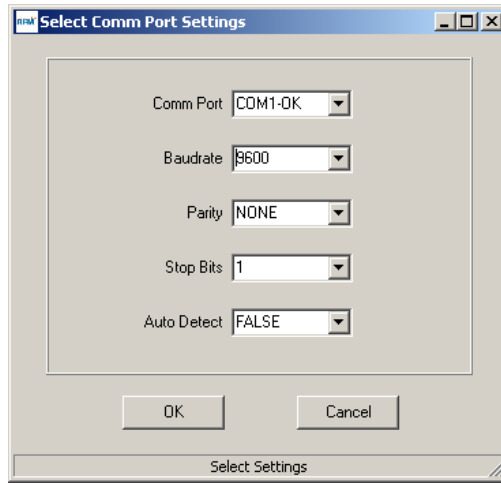 RFM Select Comm Port Settings
Comm Port COM1-OK
Baudrate 9600
Parity NONE
Stop Bits 1
Auto Detect FALSE
OK Cancel
Select Settings